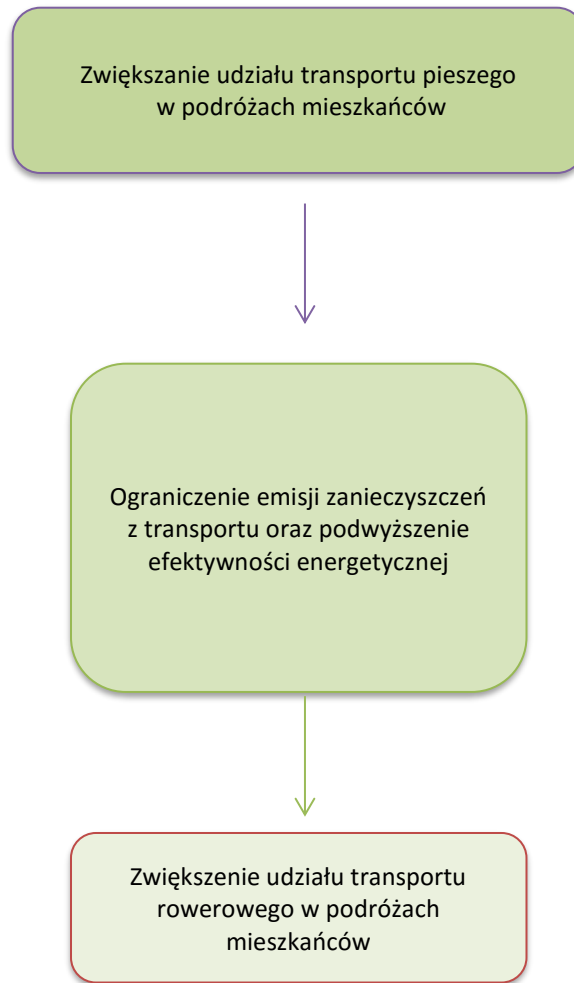 Zwiększanie udziału transportu pieszego
w podróżach mieszkańców
Ograniczenie emisji zanieczyszczeń
z transportu oraz podwyższenie
efektywności energetycznej
Zwiększenie udziału transportu
rowerowego w podróżach
mieszkańców